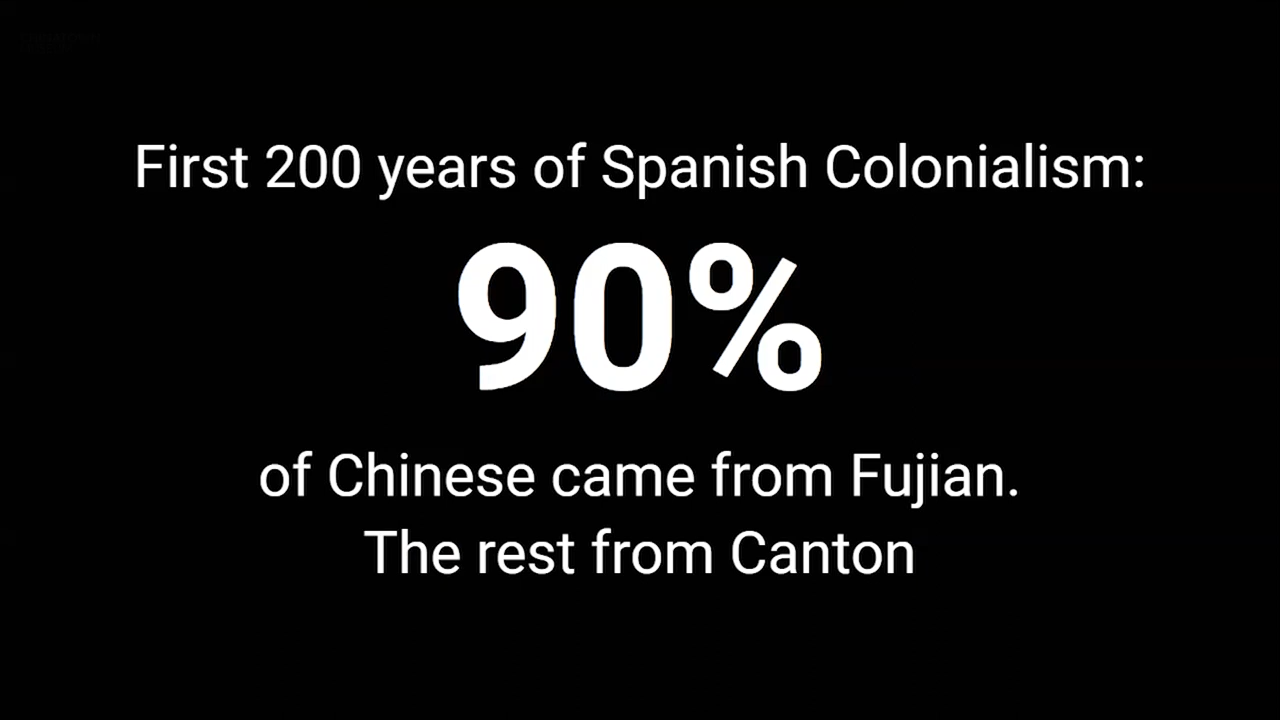 First 200 years of Spanish Colonialism:
90%
of Chinese came from Fujian.
The rest from Canton